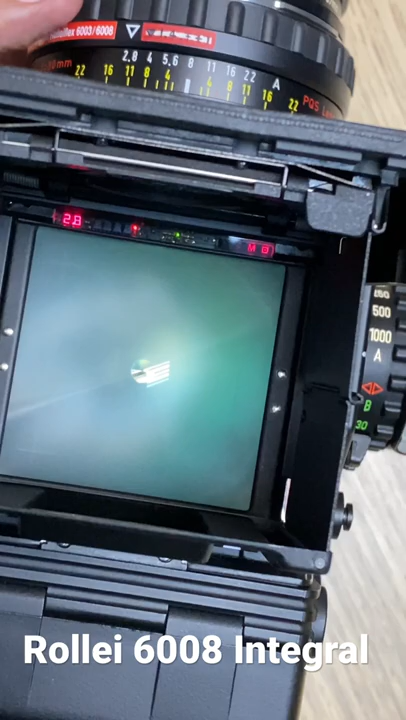 Rolleiflex 6003/6008 ▽
2.8 4 5.6 8 11 16 22 A
22 16 11 8 4 4 8 11 16 22 PQS
2.8 M
250
500
1000
A
B
30
Rollei 6008 Integral